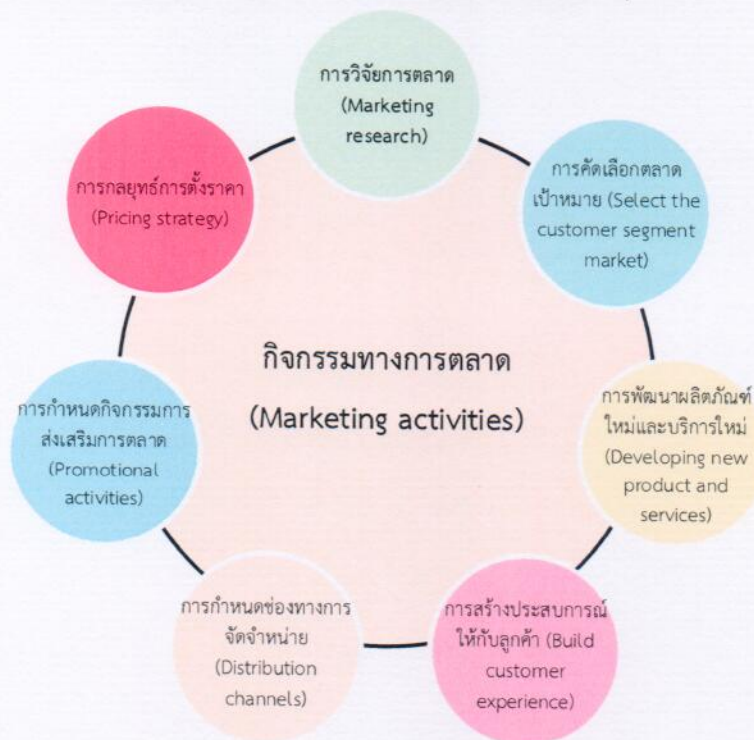 การวิจัยการตลาด
(Marketing
research)
การคัดเลือกตลาด
เป้าหมาย (Select the
customer segment
market)
การพัฒนาผลิตภัณฑ์
ใหม่และบริการใหม่
(Developing new
product and
services)
การสร้างประสบการณ์
ให้กับลูกค้า (Build
customer
experience)
การกำหนดช่องทางการ
จัดจำหน่าย
(Distribution
channels)
การกำหนดกิจกรรมการ
ส่งเสริมการตลาด
(Promotional
activities)
การกลยุทธ์การตั้งราคา
(Pricing strategy)
กิจกรรมทางการตลาด
(Marketing activities)